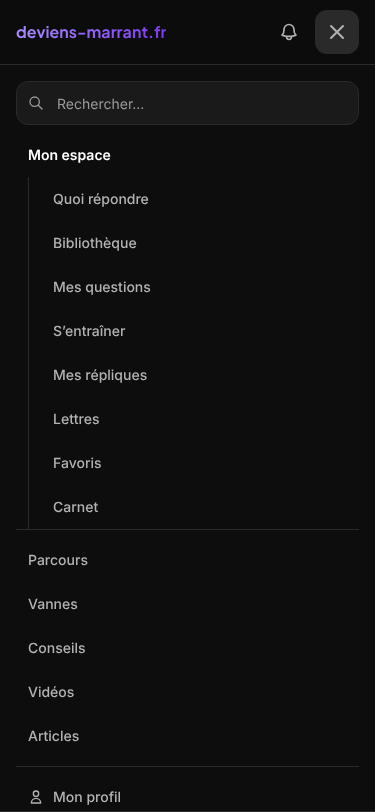 deviens-marrant.fr
Rechercher...
Mon espace
Quoi répondre
Bibliothèque
Mes questions
S’entraîner
Mes répliques
Lettres
Favoris
Carnet
Parcours
Vannes
Conseils
Vidéos
Articles
Mon profil